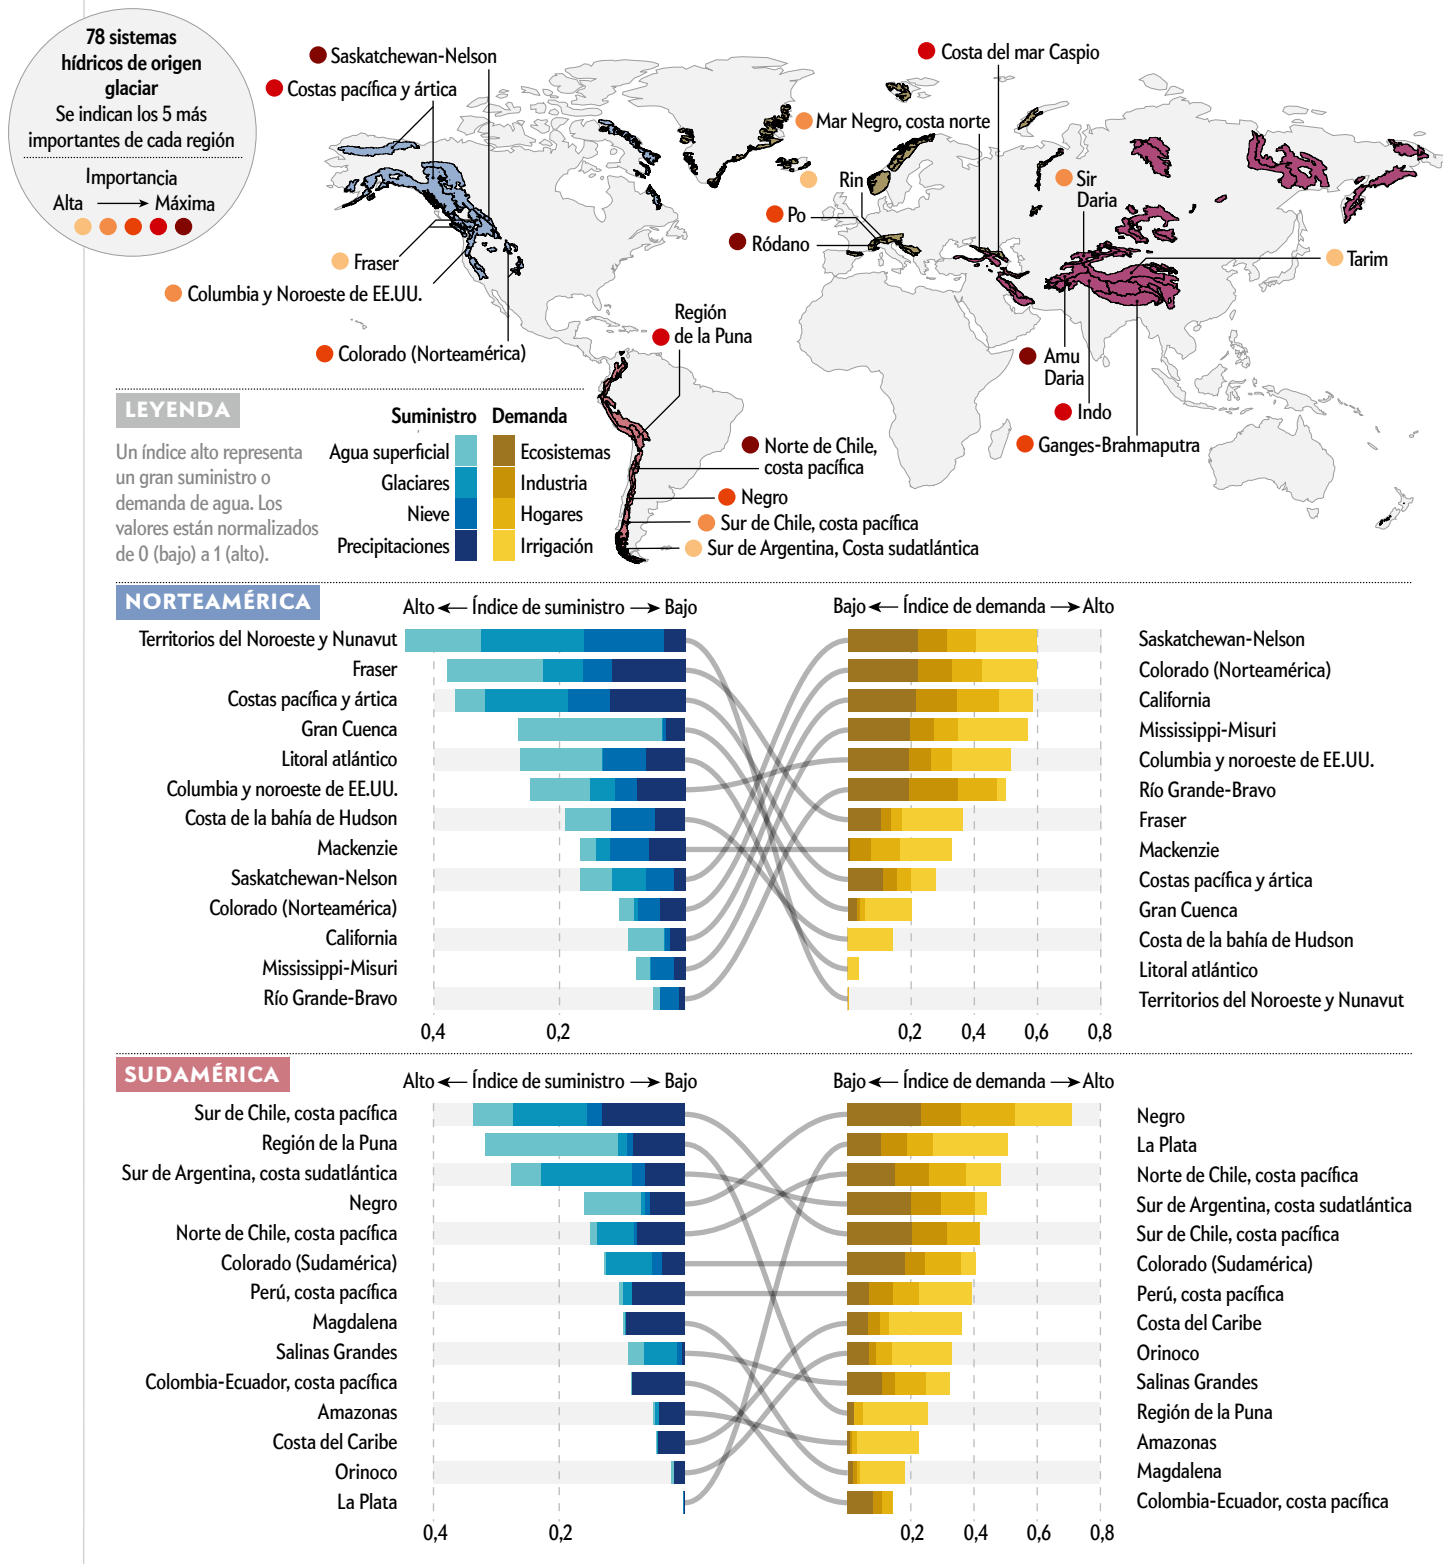 78 sistemas
hídricos de origen
glaciar
Se indican los 5 más
importantes de cada región
Importancia
Alta → Máxima
Saskatchewan-Nelson
Costas pacífica y ártica
Fraser
Columbia y Noroeste de EE.UU.
Colorado (Norteamérica)
Costa del mar Caspio
Mar Negro, costa norte
Rin
Po
Ródano
Sir
Daria
Tarim
Región
de la Puna
Amu
Daria
Indo
Ganges-Brahmaputra
Norte de Chile,
costa pacífica
Negro
Sur de Chile, costa pacífica
Sur de Argentina, Costa sudatlántica
LEYENDA
Un índice alto representa
un gran suministro o
demanda de agua. Los
valores están normalizados
de 0 (bajo) a 1 (alto).
Suministro Demanda
Agua superficial Ecosistemas
Glaciares Industria
Nieve Hogares
Precipitaciones Irrigación
NORTEAMÉRICA
Alto ← Índice de suministro → Bajo
Bajo ← Índice de demanda → Alto
Territorios del Noroeste y Nunavut
Fraser
Costas pacífica y ártica
Gran Cuenca
Litoral atlántico
Columbia y noroeste de EE.UU.
Costa de la bahía de Hudson
Mackenzie
Saskatchewan-Nelson
Colorado (Norteamérica)
California
Mississippi-Misuri
Río Grande-Bravo
0,4 0,2
Saskatchewan-Nelson
Colorado (Norteamérica)
California
Mississippi-Misuri
Columbia y noroeste de EE.UU.
Río Grande-Bravo
Fraser
Mackenzie
Costas pacífica y ártica
Gran Cuenca
Costa de la bahía de Hudson
Litoral atlántico
Territorios del Noroeste y Nunavut
0,2 0,4 0,6 0,8
SUDAMÉRICA
Alto ← Índice de suministro → Bajo
Bajo ← Índice de demanda → Alto
Sur de Chile, costa pacífica
Región de la Puna
Sur de Argentina, costa sudatlántica
Negro
Norte de Chile, costa pacífica
Colorado (Sudamérica)
Perú, costa pacífica
Magdalena
Salinas Grandes
Colombia-Ecuador, costa pacífica
Amazonas
Costa del Caribe
Orinoco
La Plata
0,4 0,2
Negro
La Plata
Norte de Chile, costa pacífica
Sur de Argentina, costa sudatlántica
Sur de Chile, costa pacífica
Colorado (Sudamérica)
Perú, costa pacífica
Costa del Caribe
Orinoco
Salinas Grandes
Región de la Puna
Amazonas
Magdalena
Colombia-Ecuador, costa pacífica
0,2 0,4 0,6 0,8